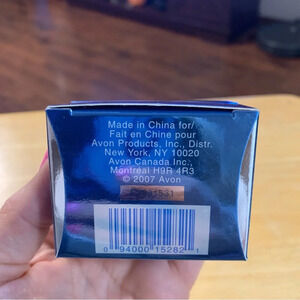 Made in China for/
Fait en Chine pour
Avon Products, Inc., Distr.
New York, NY 10020
Avon Canada Inc.,
Montréal H9R 4R3
© 2007 Avon
0 94000 15282 1